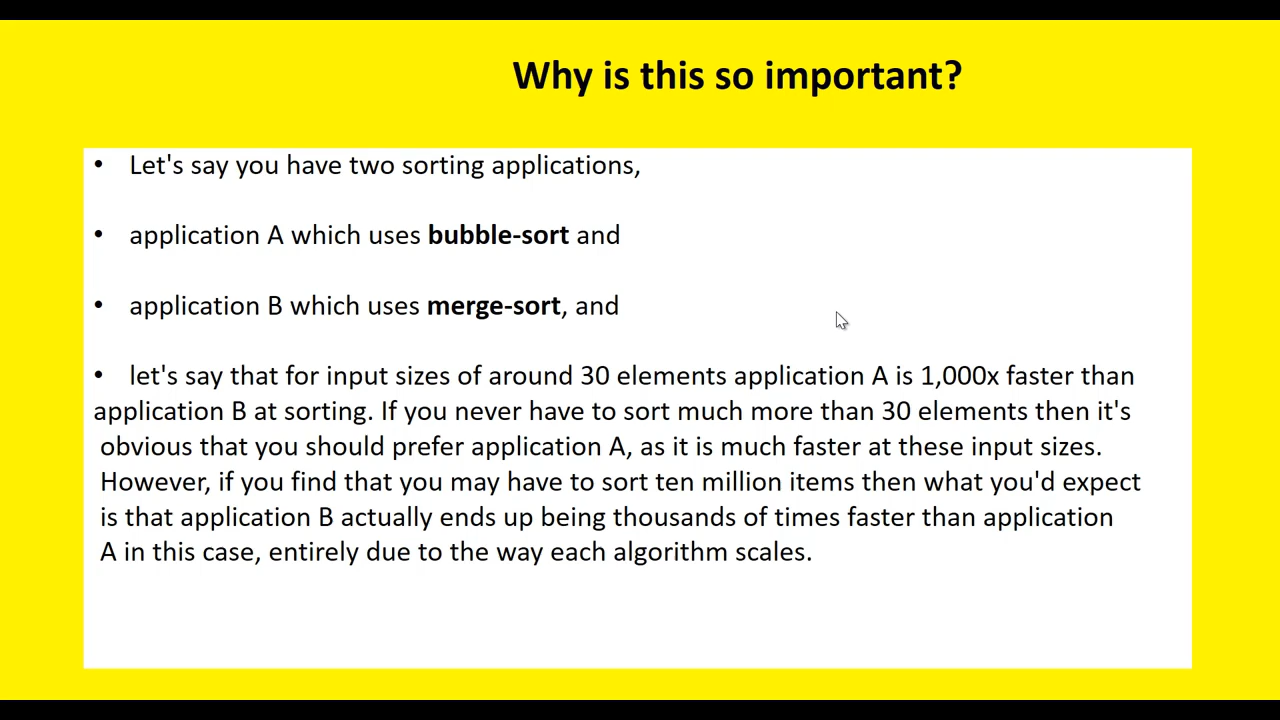 Why is this so important?
• Let's say you have two sorting applications,
• application A which uses bubble-sort and
• application B which uses merge-sort, and
• let's say that for input sizes of around 30 elements application A is 1,000x faster than
application B at sorting. If you never have to sort much more than 30 elements then it's
obvious that you should prefer application A, as it is much faster at these input sizes.
However, if you find that you may have to sort ten million items then what you'd expect
is that application B actually ends up being thousands of times faster than application
A in this case, entirely due to the way each algorithm scales.